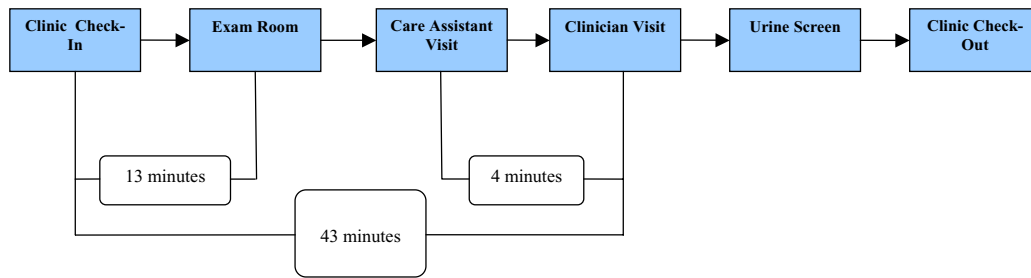 Clinic Check-
In
Exam Room
Care Assistant
Visit
Clinician Visit
Urine Screen
Clinic Check-
Out
13 minutes
4 minutes
43 minutes